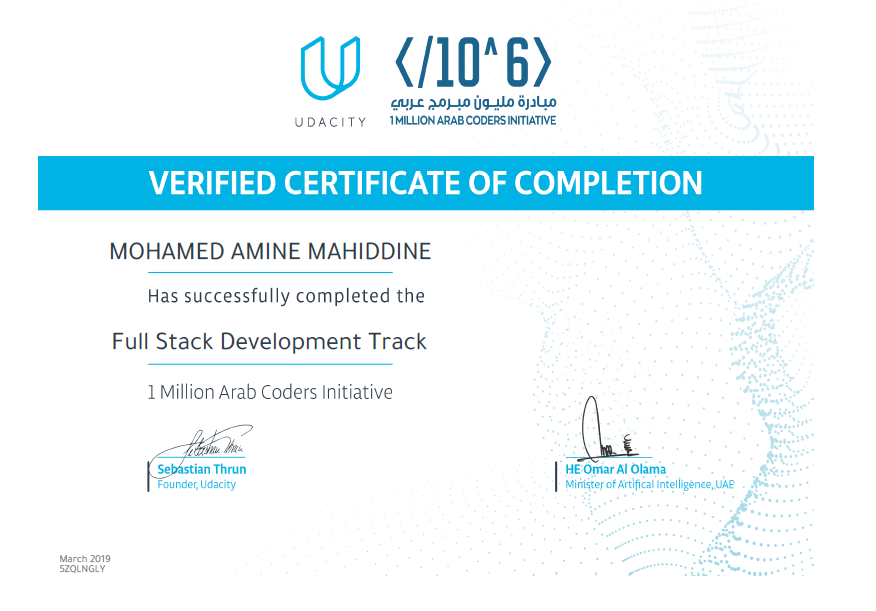 </10^6>
UDACITY
مبادرة مليون مبرمج عربي
1 MILLION ARAB CODERS INITIATIVE
VERIFIED CERTIFICATE OF COMPLETION
MOHAMED AMINE MAHIDDINE
Has successfully completed the
Full Stack Development Track
1 Million Arab Coders Initiative
Sebastian Thrun
Founder, Udacity
HE Omar Al Olama
Minister of Artifical Intelligence, UAE
March 2019
5ZQLNGLY